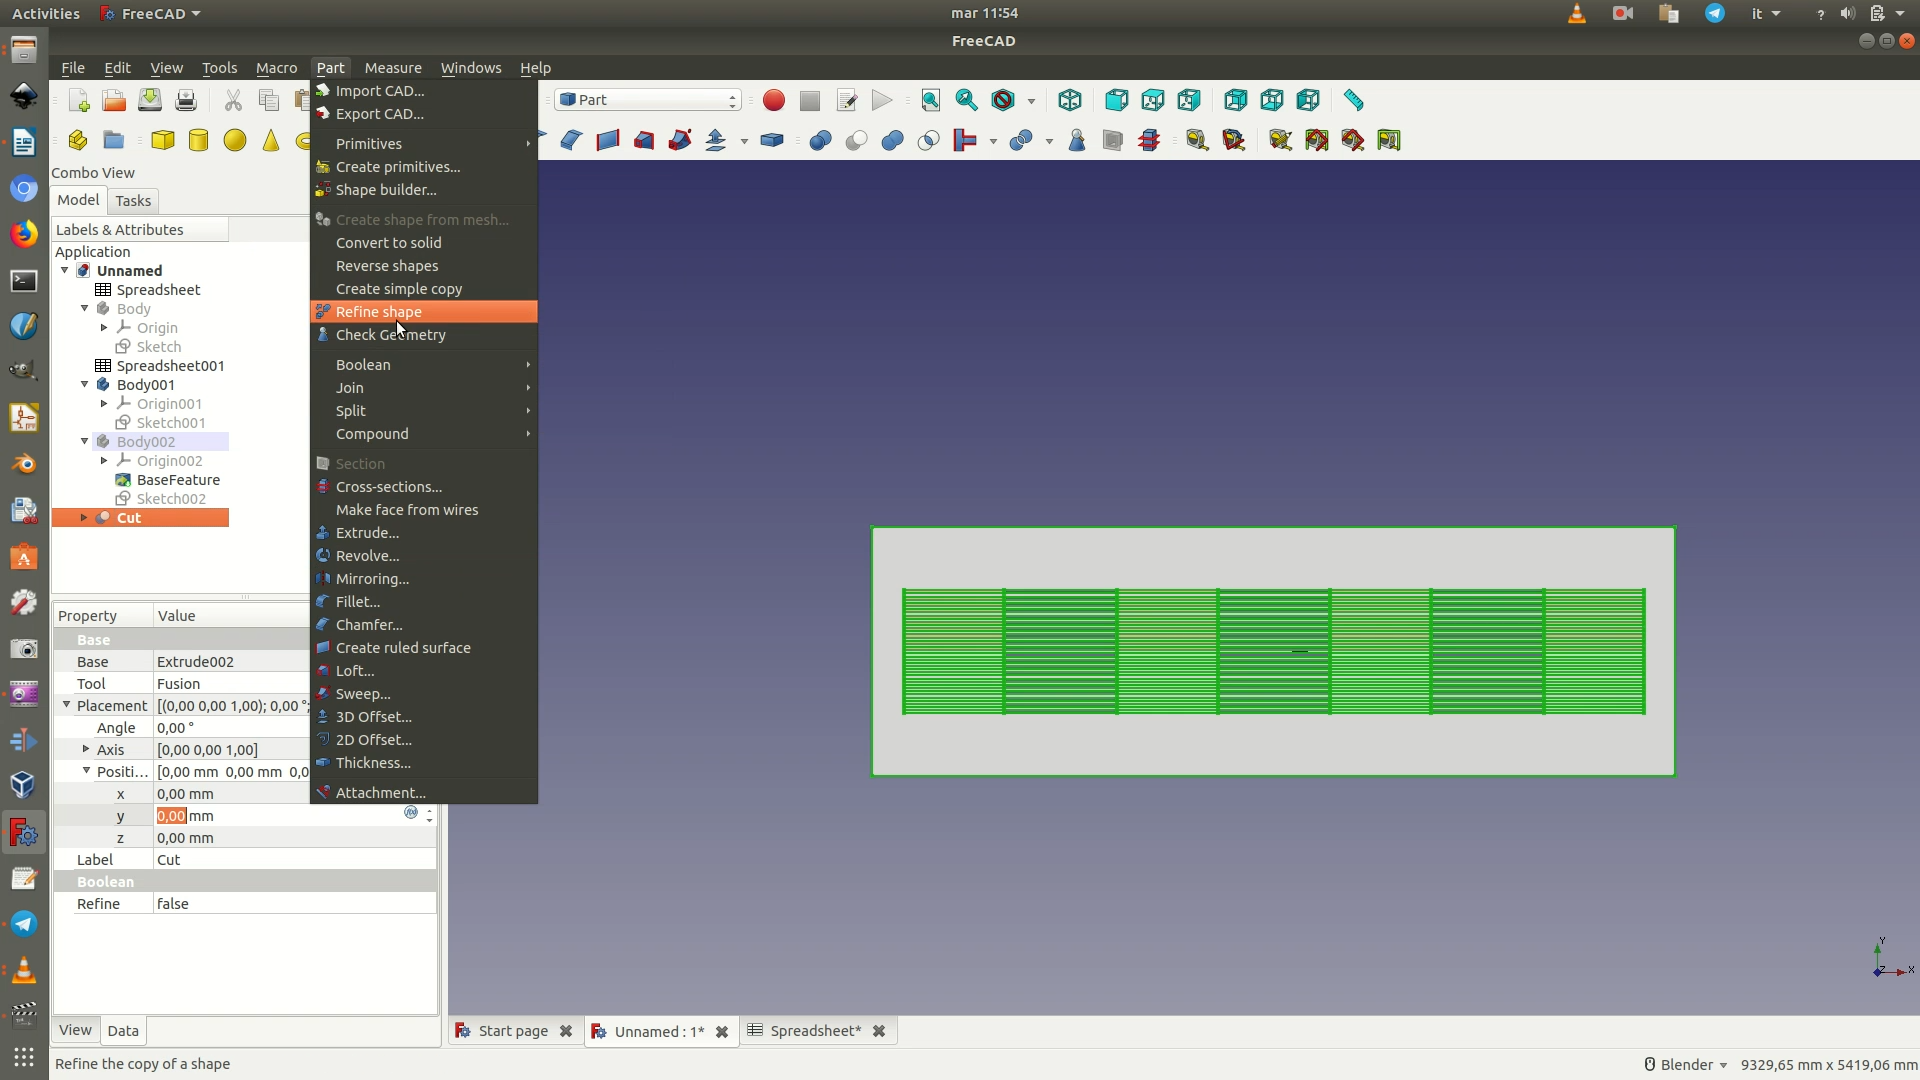 Activities FreeCAD mar 11:54 it ?
FreeCAD
File Edit View Tools Macro Part Measure Windows Help
Import CAD... Part
Export CAD...
Primitives
Create primitives...
Shape builder...
Create shape from mesh...
Convert to solid
Reverse shapes
Create simple copy
Refine shape
Check Geometry
Boolean
Join
Split
Compound
Section
Cross-sections...
Make face from wires
Extrude...
Revolve...
Mirroring...
Fillet...
Chamfer...
Create ruled surface
Loft...
Sweep...
3D Offset...
2D Offset...
Thickness...
Attachment...
Combo View
Model Tasks
Labels & Attributes
Application
Unnamed
Spreadsheet
Body
Origin
Sketch
Spreadsheet001
Body001
Origin001
Sketch001
Body002
Origin002
BaseFeature
Sketch002
Cut
Property Value
Base
Base Extrude002
Tool Fusion
Placement [(0,00 0,00 1,00); 0,00 °;
Angle 0,00 °
Axis [0,00 0,00 1,00]
Positi... [0,00 mm 0,00 mm 0,0
x 0,00 mm
y 0,00 mm
z 0,00 mm
Label Cut
Boolean
Refine false
View Data
Y
Z X
Start page Unnamed : 1* Spreadsheet*
Refine the copy of a shape Blender 9329,65 mm x 5419,06 mm